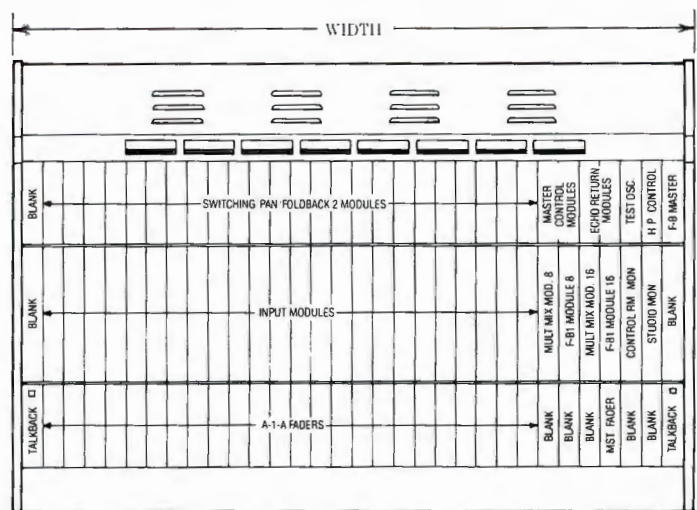 WIDTH
BLANK
SWITCHING PAN FOLDBACK 2 MODULES
MASTER
CONTROL
MODULES
ECHO RETURN
MODULES
TEST OSC.
H P CONTROL
F-B MASTER
BLANK
INPUT MODULES
MULT MIX MOD. 8
F-B1 MODULE 8
MULT MIX MOD. 16
F-B1 MODULE 16
CONTROL RM MON
STUDIO MON
BLANK
TALKBACK
A-1-A FADERS
BLANK
BLANK
BLANK
MST FADER
BLANK
BLANK
TALKBACK